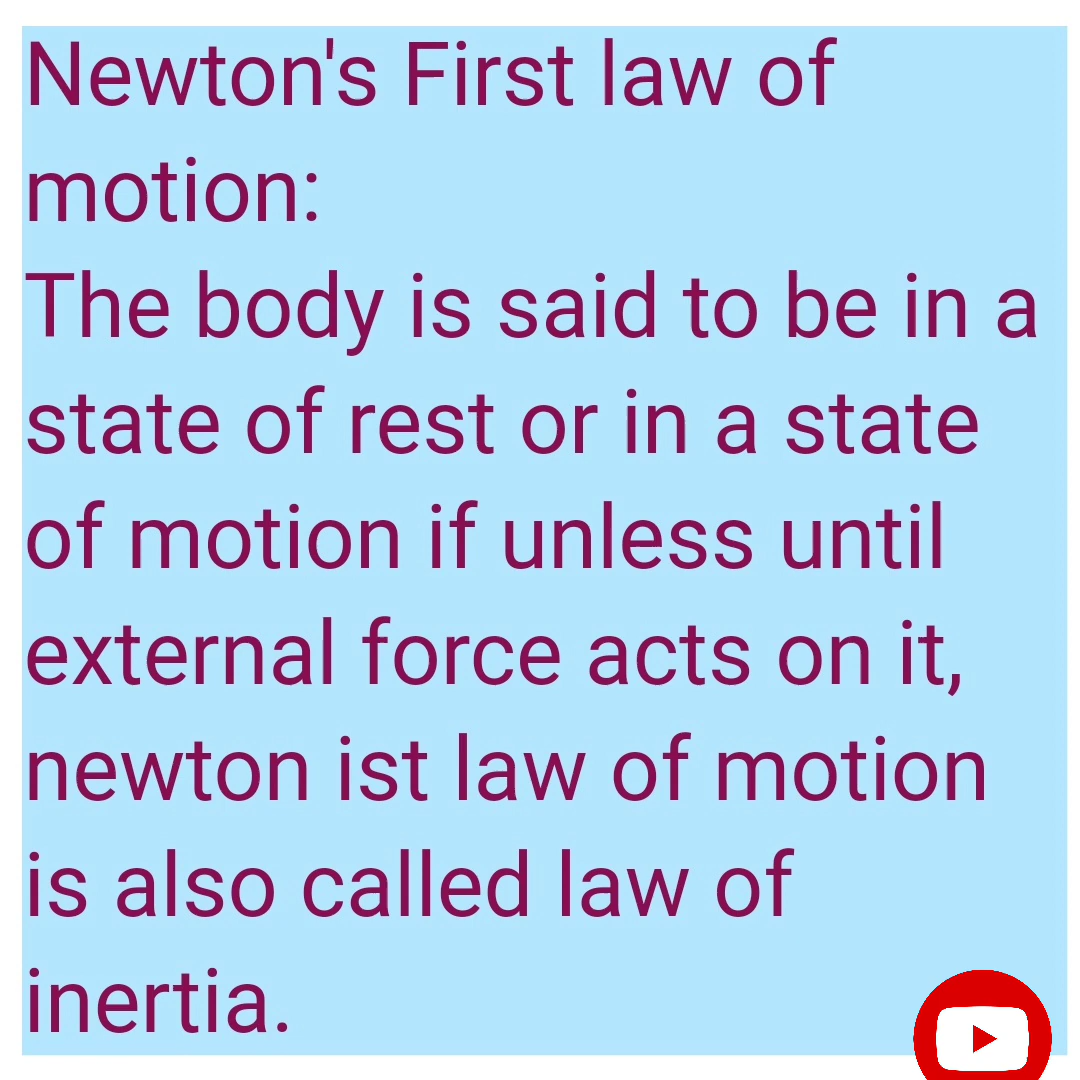 Newton's First law of
motion:
The body is said to be in a
state of rest or in a state
of motion if unless until
external force acts on it,
newton ist law of motion
is also called law of
inertia.